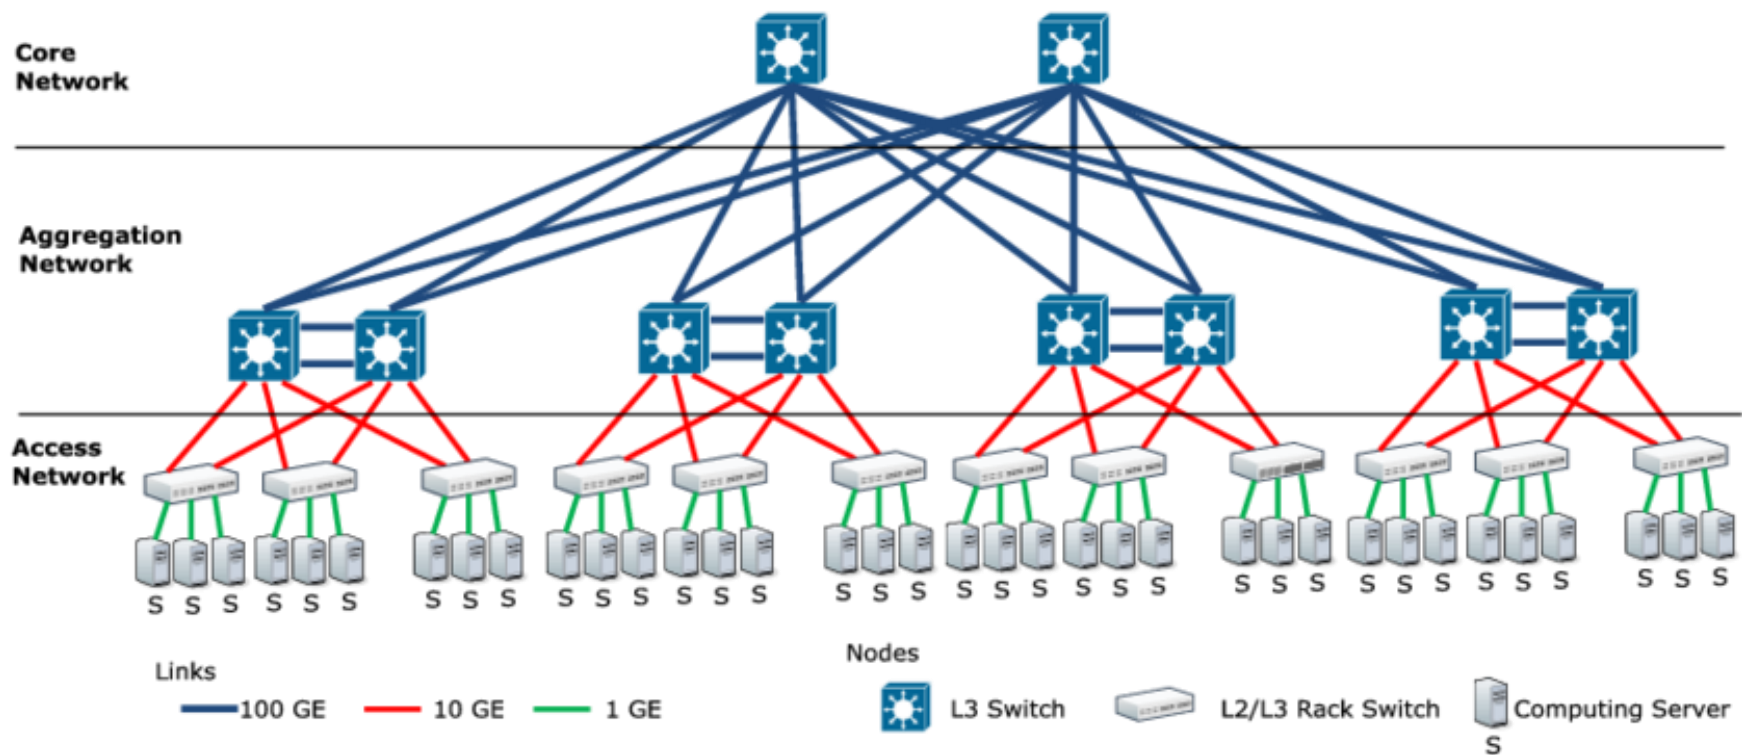 Core
Network
Aggregation
Network
Access
Network
S S S S S S S S S S S S S S S S S S S S S S S S S S S S S S S S S S S S
Links
100 GE
10 GE
1 GE
Nodes
L3 Switch
L2/L3 Rack Switch
Computing Server
S